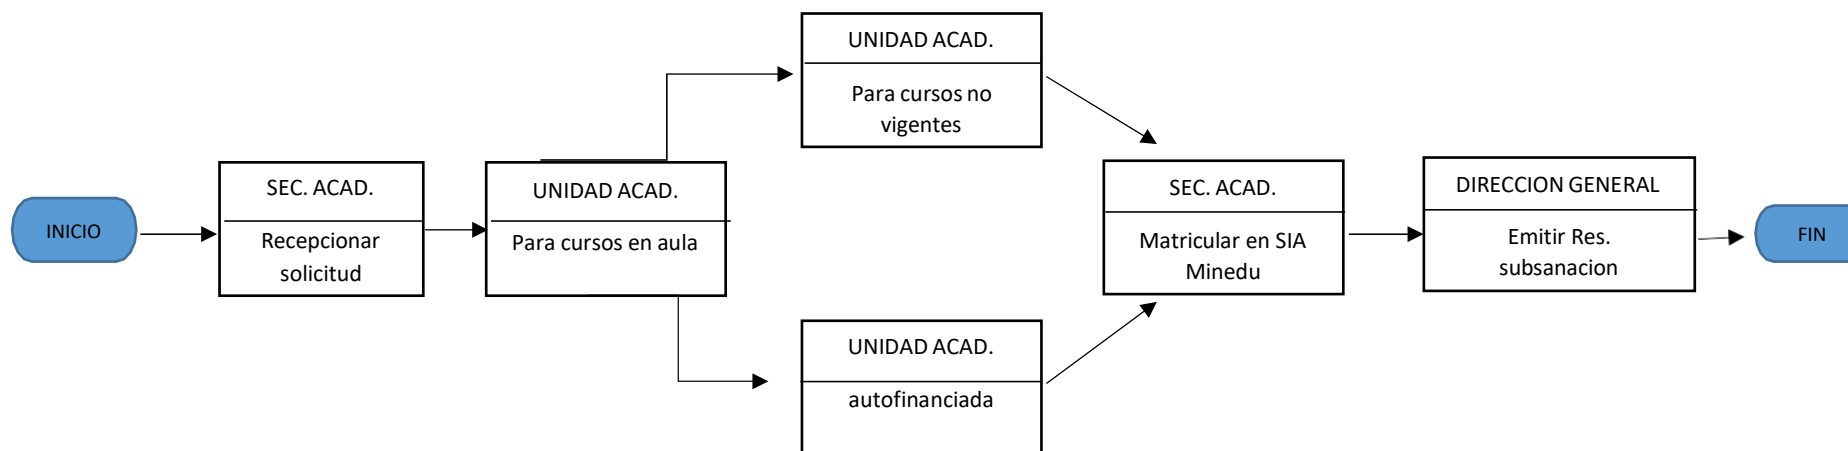 INICIO
SEC. ACAD.
Recepcionar
solicitud
UNIDAD ACAD.
Para cursos en aula
UNIDAD ACAD.
Para cursos no
vigentes
UNIDAD ACAD.
autofinanciada
SEC. ACAD.
Matricular en SIA
Minedu
DIRECCION GENERAL
Emitir Res.
subsanacion
FIN